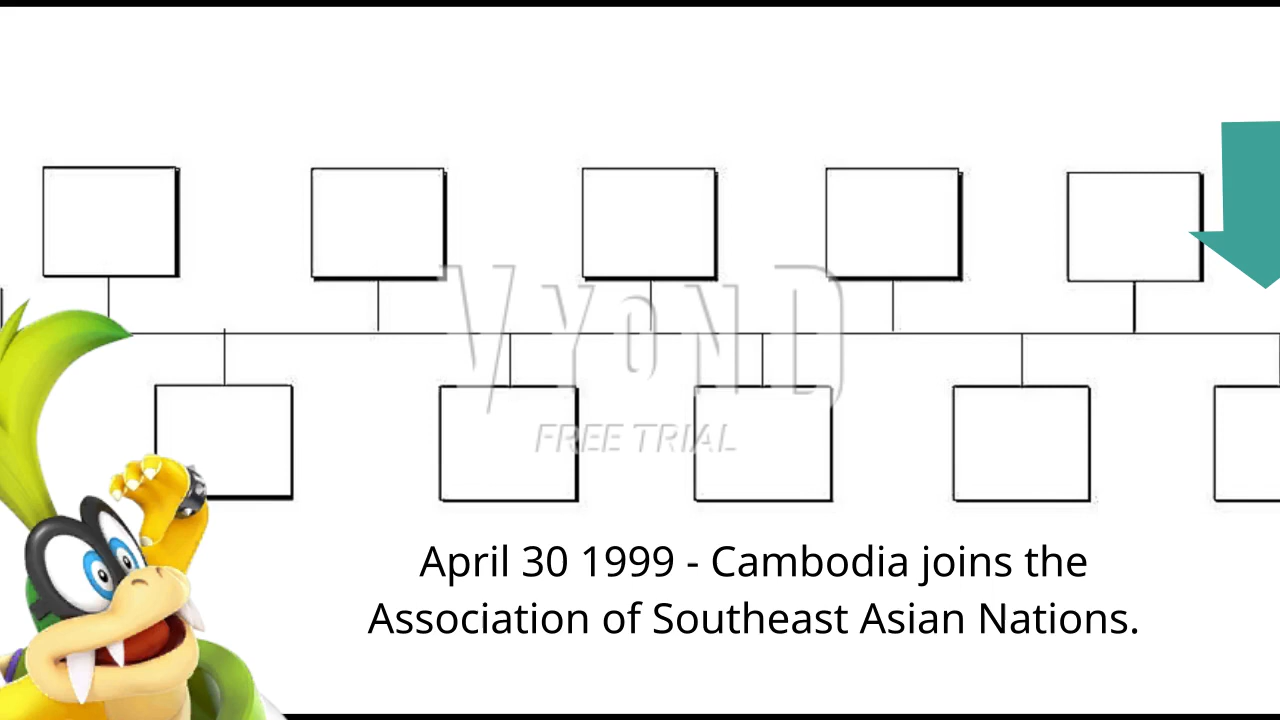 VYOND
FREE TRIAL
April 30 1999 - Cambodia joins the
Association of Southeast Asian Nations.